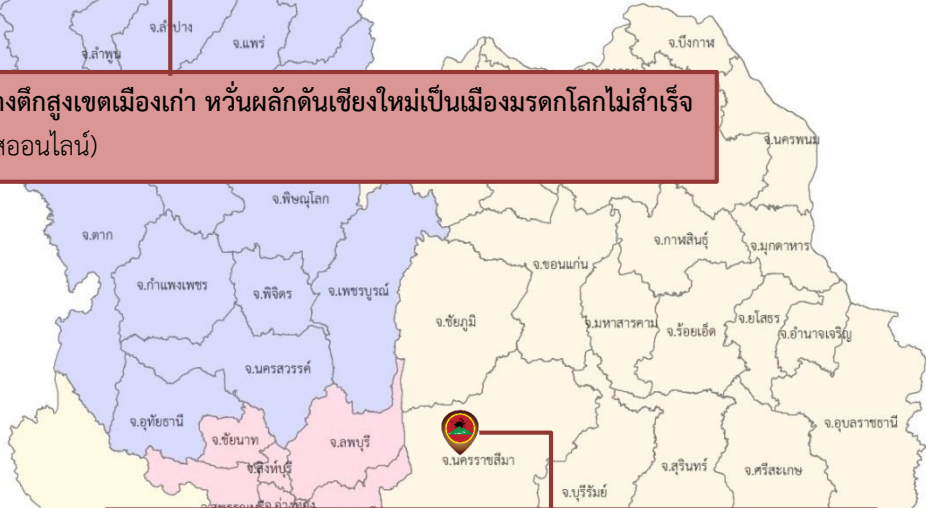 จ.ลำปาง
จ.แพร่
จ.ลำพูน
จ.บึงกาฬ
ตึกสูงเขตเมืองเก่า หวั่นผลักดันเชียงใหม่เป็นเมืองมรดกโลกไม่สำเร็จ
ออนไลน์)
จ.นครพนม
จ.พิษณุโลก
จ.ตาก
จ.กาฬสินธุ์
จ.มุกดาหาร
จ.ขอนแก่น
จ.กำแพงเพชร
จ.พิจิตร
จ.เพชรบูรณ์
จ.ชัยภูมิ
จ.มหาสารคาม
จ.ร้อยเอ็ด
จ.ยโสธร
จ.อำนาจเจริญ
จ.นครสวรรค์
จ.อุทัยธานี
จ.ชัยนาท
จ.ลพบุรี
จ.อุบลราชธานี
จ.สิงห์บุรี
จ.นครราชสีมา
จ.สุรินทร์
จ.ศรีสะเกษ
จ.บุรีรัมย์